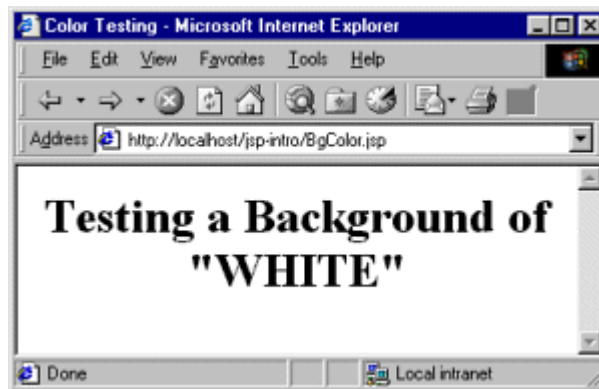 Color Testing - Microsoft Internet Explorer
File Edit View Favorites Tools Help
Address http://localhost/jsp-intro/BgColor.jsp
Testing a Background of
"WHITE"
Done Local intranet